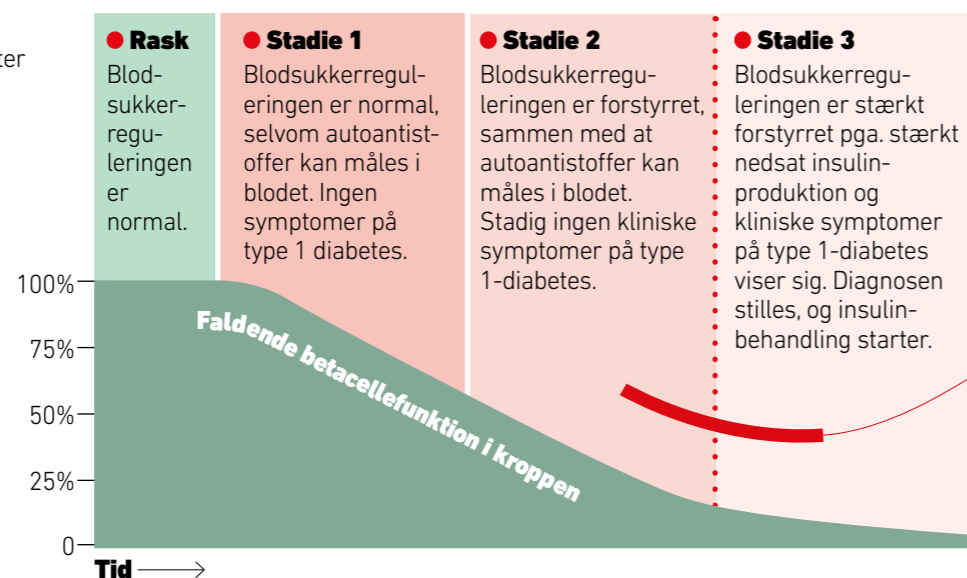 ter
Rask
Blod-
sukker-
regu-
leringen
er
normal.
Stadie 1
Blodsukkerregul-
eringen er normal,
selvom autoantist-
offer kan måles i
blodet. Ingen
symptomer på
type 1 diabetes.
Stadie 2
Blodsukkerregu-
leringen er forstyrret,
sammen med at
autoantistoffer kan
måles i blodet.
Stadig ingen kliniske
symptomer på type
1-diabetes.
Stadie 3
Blodsukkerregu-
leringen er stærkt
forstyrret pga. stærkt
nedsat insulin-
produktion og
kliniske symptomer
på type 1-diabetes
viser sig. Diagnosen
stilles, og insulin-
behandling starter.
100%
75%
50%
25%
0
Faldende betacellefunktion i kroppen
Tid